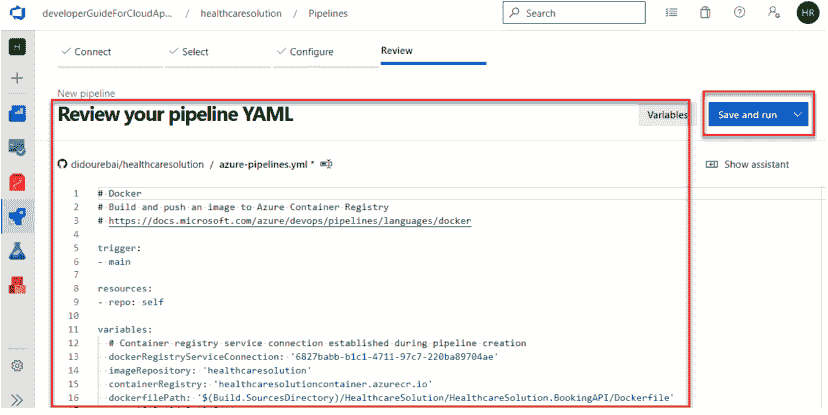 developerGuideForCloudAp... / healthcaresolution / Pipelines
Search
HR
H
Connect
Select
Configure
Review
New pipeline
Review your pipeline YAML
Variables
Save and run
didourebai/healthcaresolution / azure-pipelines.yml *
Show assistant
1 # Docker
2 # Build and push an image to Azure Container Registry
3 # https://docs.microsoft.com/azure/devops/pipelines/languages/docker
4
5 trigger:
6 - main
7
8 resources:
9 - repo: self
10
11 variables:
12 # Container registry service connection established during pipeline creation
13 dockerRegistryServiceConnection: '6827babb-b1c1-4711-97c7-220ba89704ae'
14 imageRepository: 'healthcaresolution'
15 containerRegistry: 'healthcaresolutioncontainer.azurecr.io'
16 dockerfilePath: '$(Build.SourcesDirectory)/HealthcareSolution/HealthcareSolution.BookingAPI/Dockerfile'